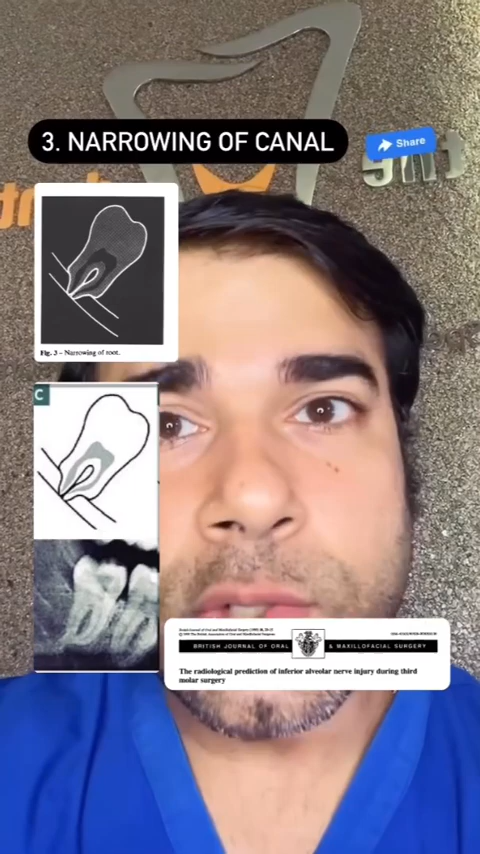 3. NARROWING OF CANAL
Share
Fig. 3 – Narrowing of root.
C
BRITISH JOURNAL OF ORAL & MAXILLOFACIAL SURGERY
The radiological prediction of inferior alveolar nerve injury during third
molar surgery